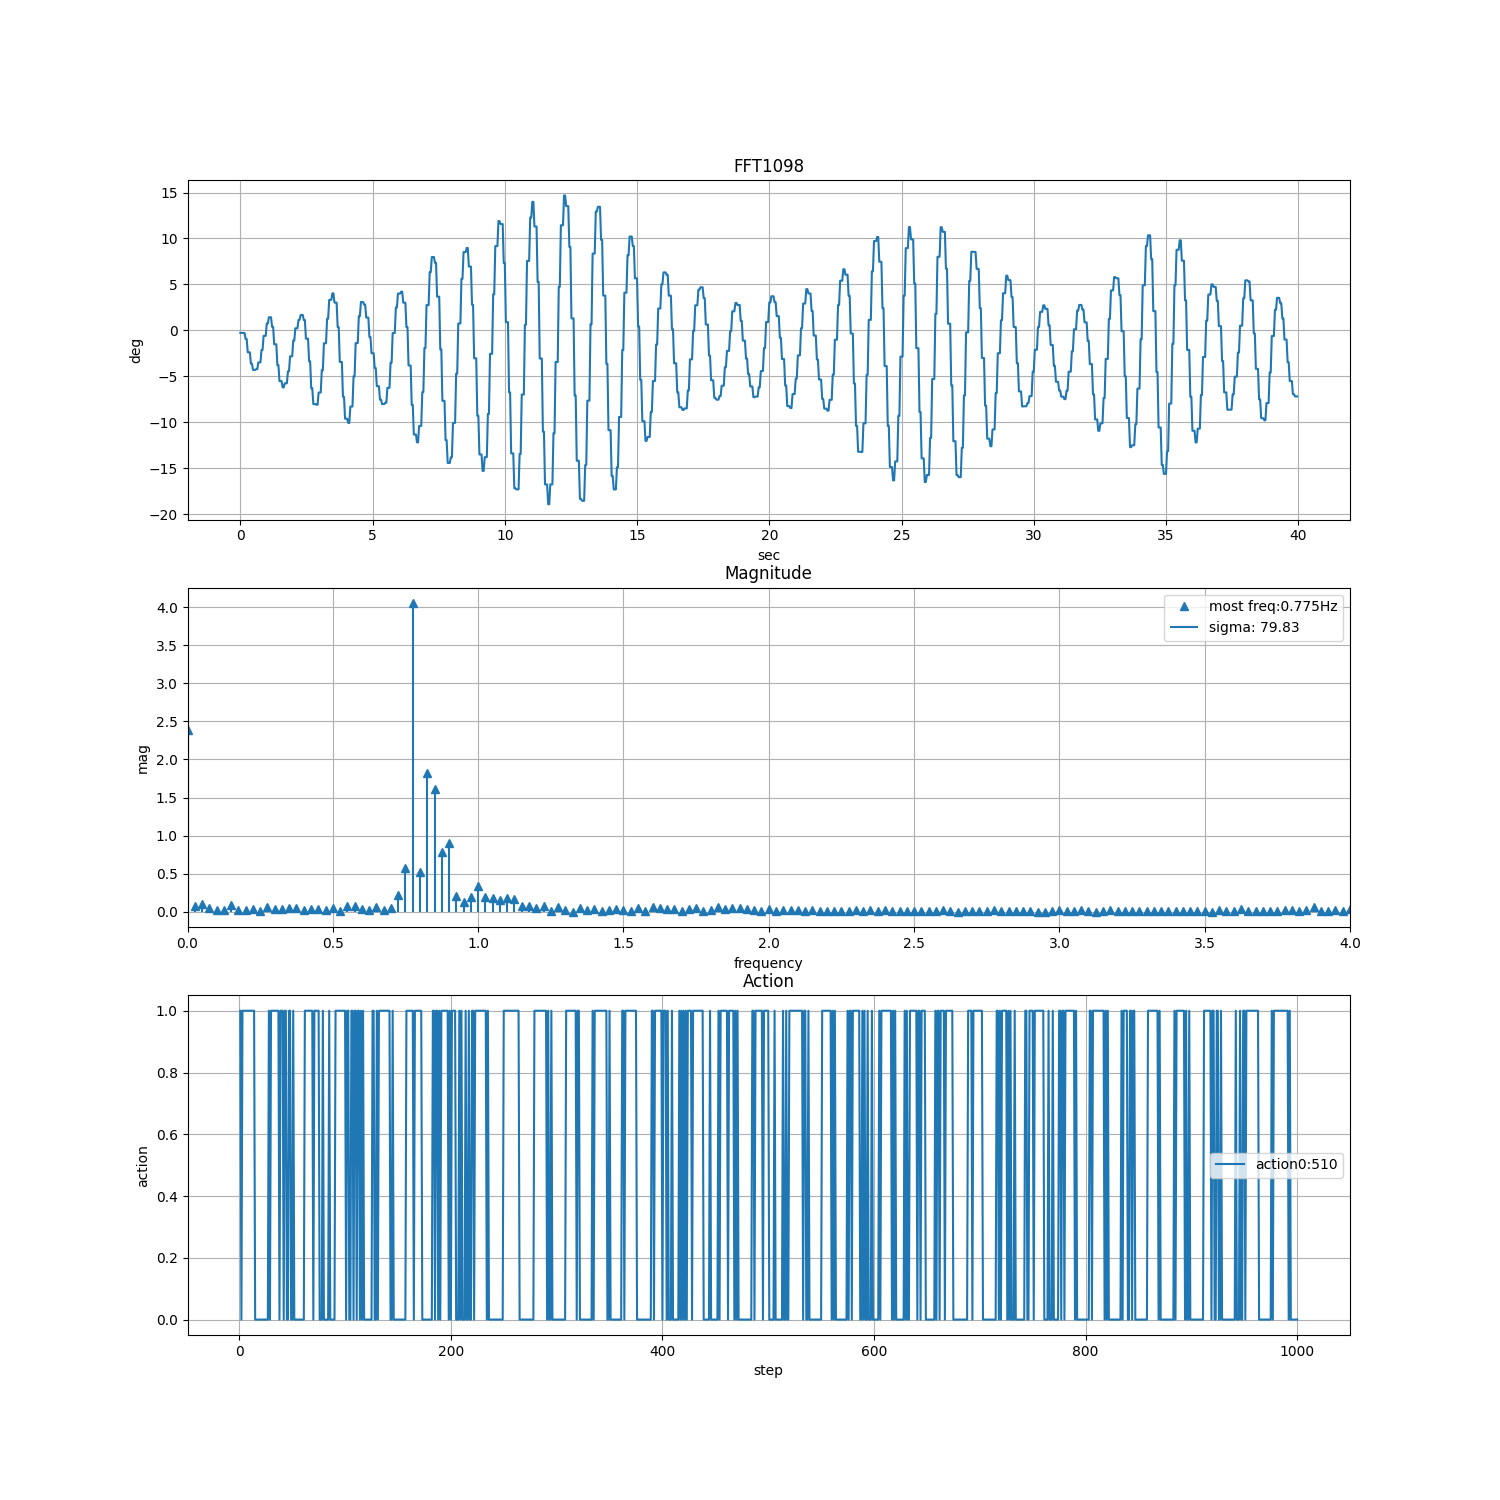 FFT1098
15
10
5
0
−5
−10
−15
−20
deg
0 5 10 15 20 25 30 35 40
sec
Magnitude
4.0
3.5
3.0
2.5
2.0
1.5
1.0
0.5
0.0
mag
most freq:0.775Hz
sigma: 79.83
0.0 0.5 1.0 1.5 2.0 2.5 3.0 3.5 4.0
frequency
Action
1.0
0.8
0.6
0.4
0.2
0.0
action
action0:510
0 200 400 600 800 1000
step